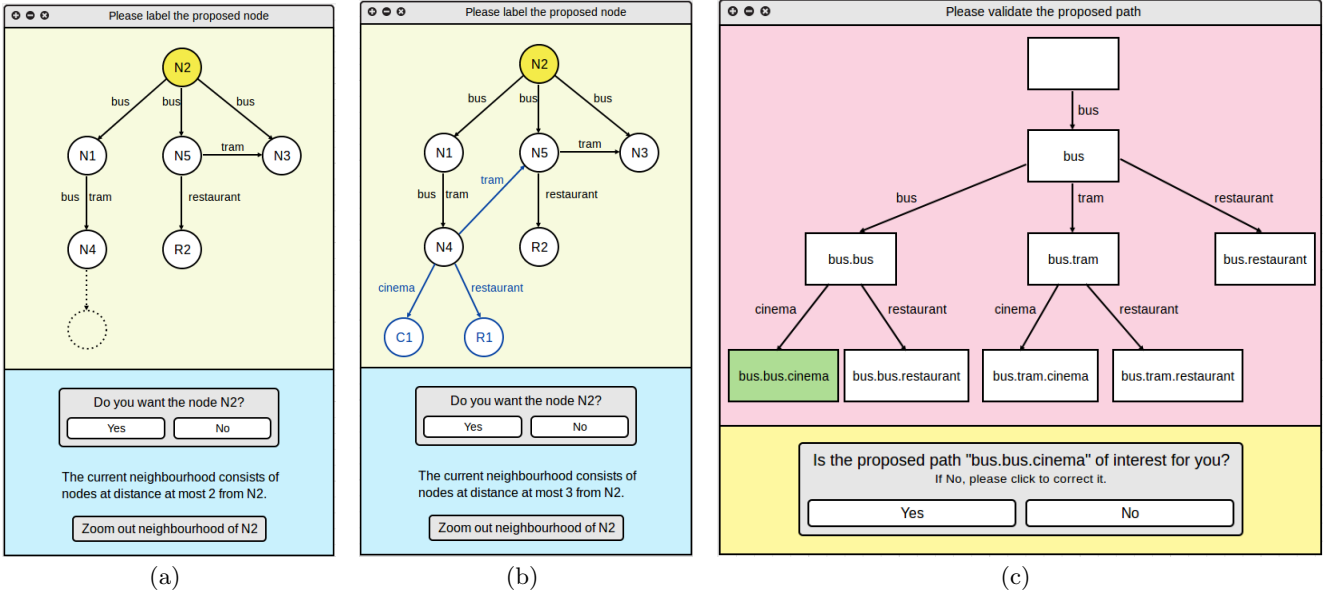 Please label the proposed node
N2
bus
bus
bus
N1
N5
tram
N3
bus
tram
restaurant
N4
R2
Do you want the node N2?
Yes
No
The current neighbourhood consists of
nodes at distance at most 2 from N2.
Zoom out neighbourhood of N2
(a)
Please label the proposed node
N2
bus
bus
bus
N1
N5
tram
N3
tram
bus
tram
restaurant
N4
R2
cinema
restaurant
C1
R1
Do you want the node N2?
Yes
No
The current neighbourhood consists of
nodes at distance at most 3 from N2.
Zoom out neighbourhood of N2
(b)
Please validate the proposed path
bus
bus
bus
tram
restaurant
bus.bus
bus.tram
bus.restaurant
cinema
restaurant
cinema
restaurant
bus.bus.cinema
bus.bus.restaurant
bus.tram.cinema
bus.tram.restaurant
Is the proposed path "bus.bus.cinema" of interest for you?
If No, please click to correct it.
Yes
No
(c)